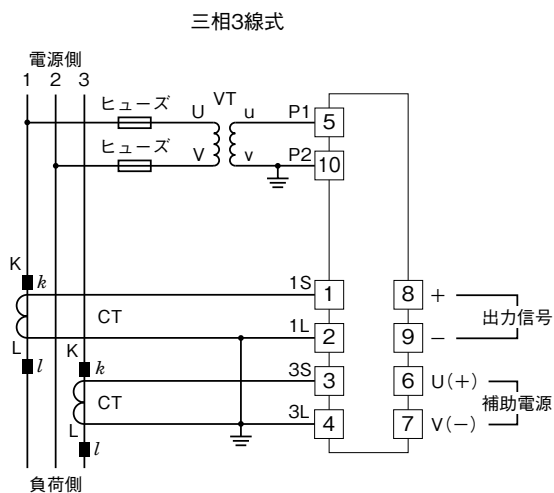 三相3線式
電源側
1 2 3
ヒューズ
VT
U u P1 5
ヒューズ
V v P2 10
K
k
1S 1
8 +
CT
出力信号
1L 2
9 −
L
l
K
k
3S 3
6 U(+)
CT
補助電源
3L 4
7 V(−)
L
l
負荷側